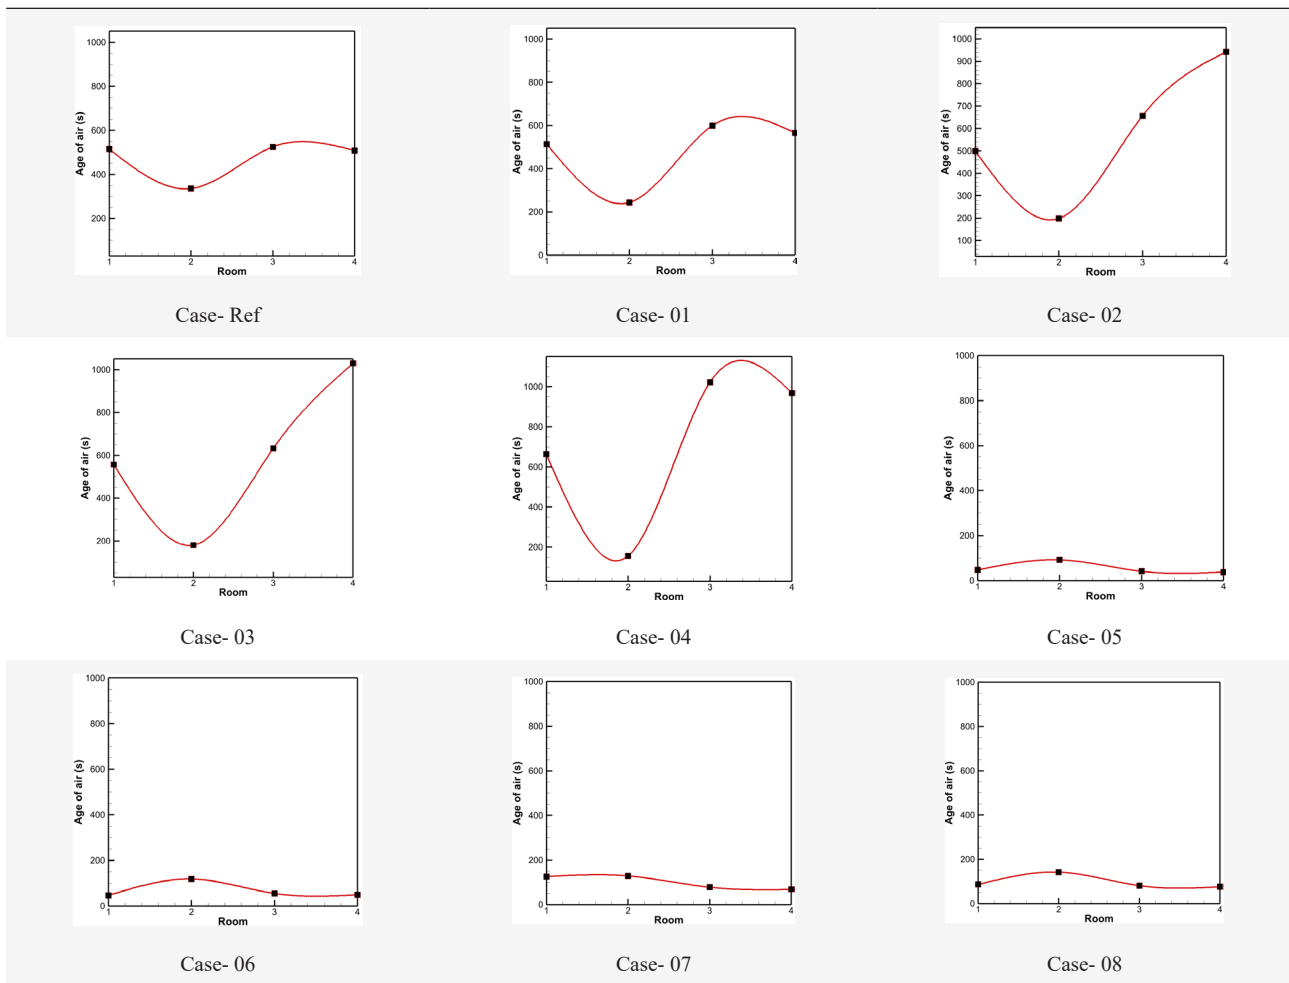 1000
800
600
400
200
Age of air (s)
1 2 3 4
Room
Case- Ref
1000
800
600
400
200
0
Age of air (s)
1 2 3 4
Room
Case- 01
1000
900
800
700
600
500
400
300
200
100
Age of air (s)
1 2 3 4
Room
Case- 02
1000
800
600
400
200
Age of air (s)
1 2 3 4
Room
Case- 03
1000
800
600
400
200
Age of air (s)
1 2 3 4
Room
Case- 04
1000
800
600
400
200
0
Age of air (s)
1 2 3 4
Room
Case- 05
1000
800
600
400
200
0
Age of air (s)
1 2 3 4
Room
Case- 06
1000
800
600
400
200
0
Age of air (s)
1 2 3 4
Room
Case- 07
1000
800
600
400
200
0
Age of air (s)
1 2 3 4
Room
Case- 08